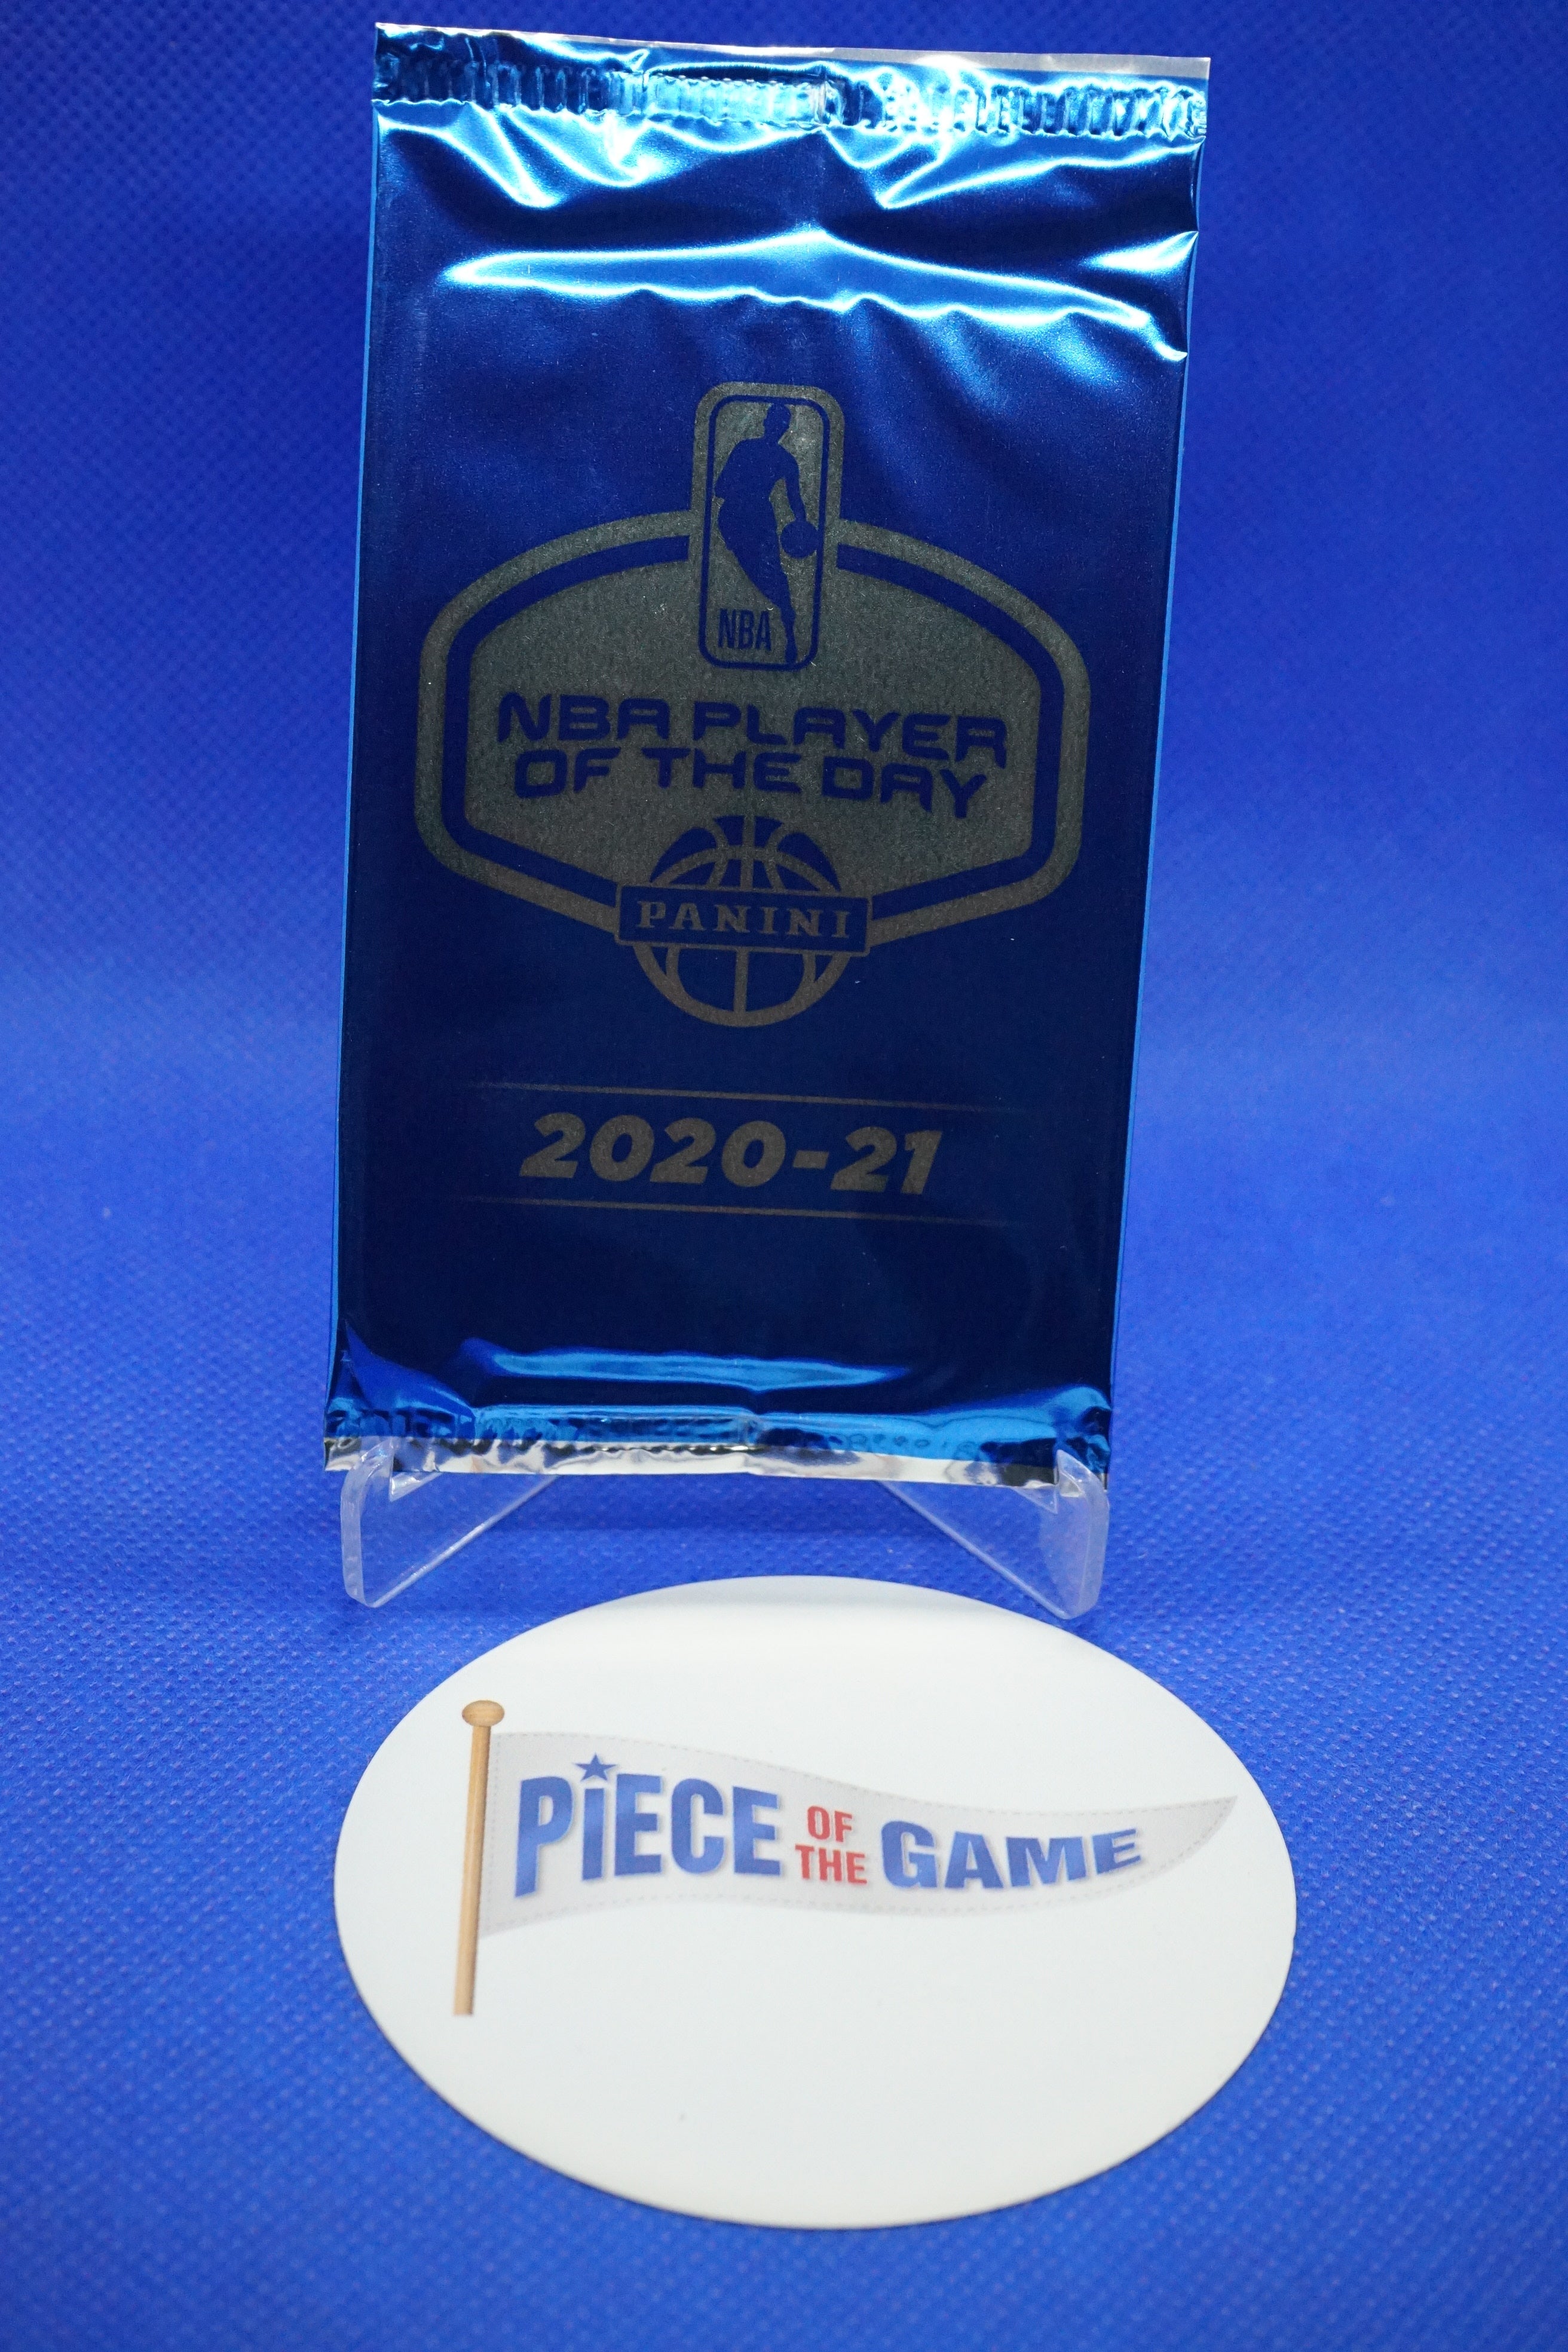 NBA
NBA PLAYER
OF THE DAY
PANINI
2020-21
PiECE OF THE GAME